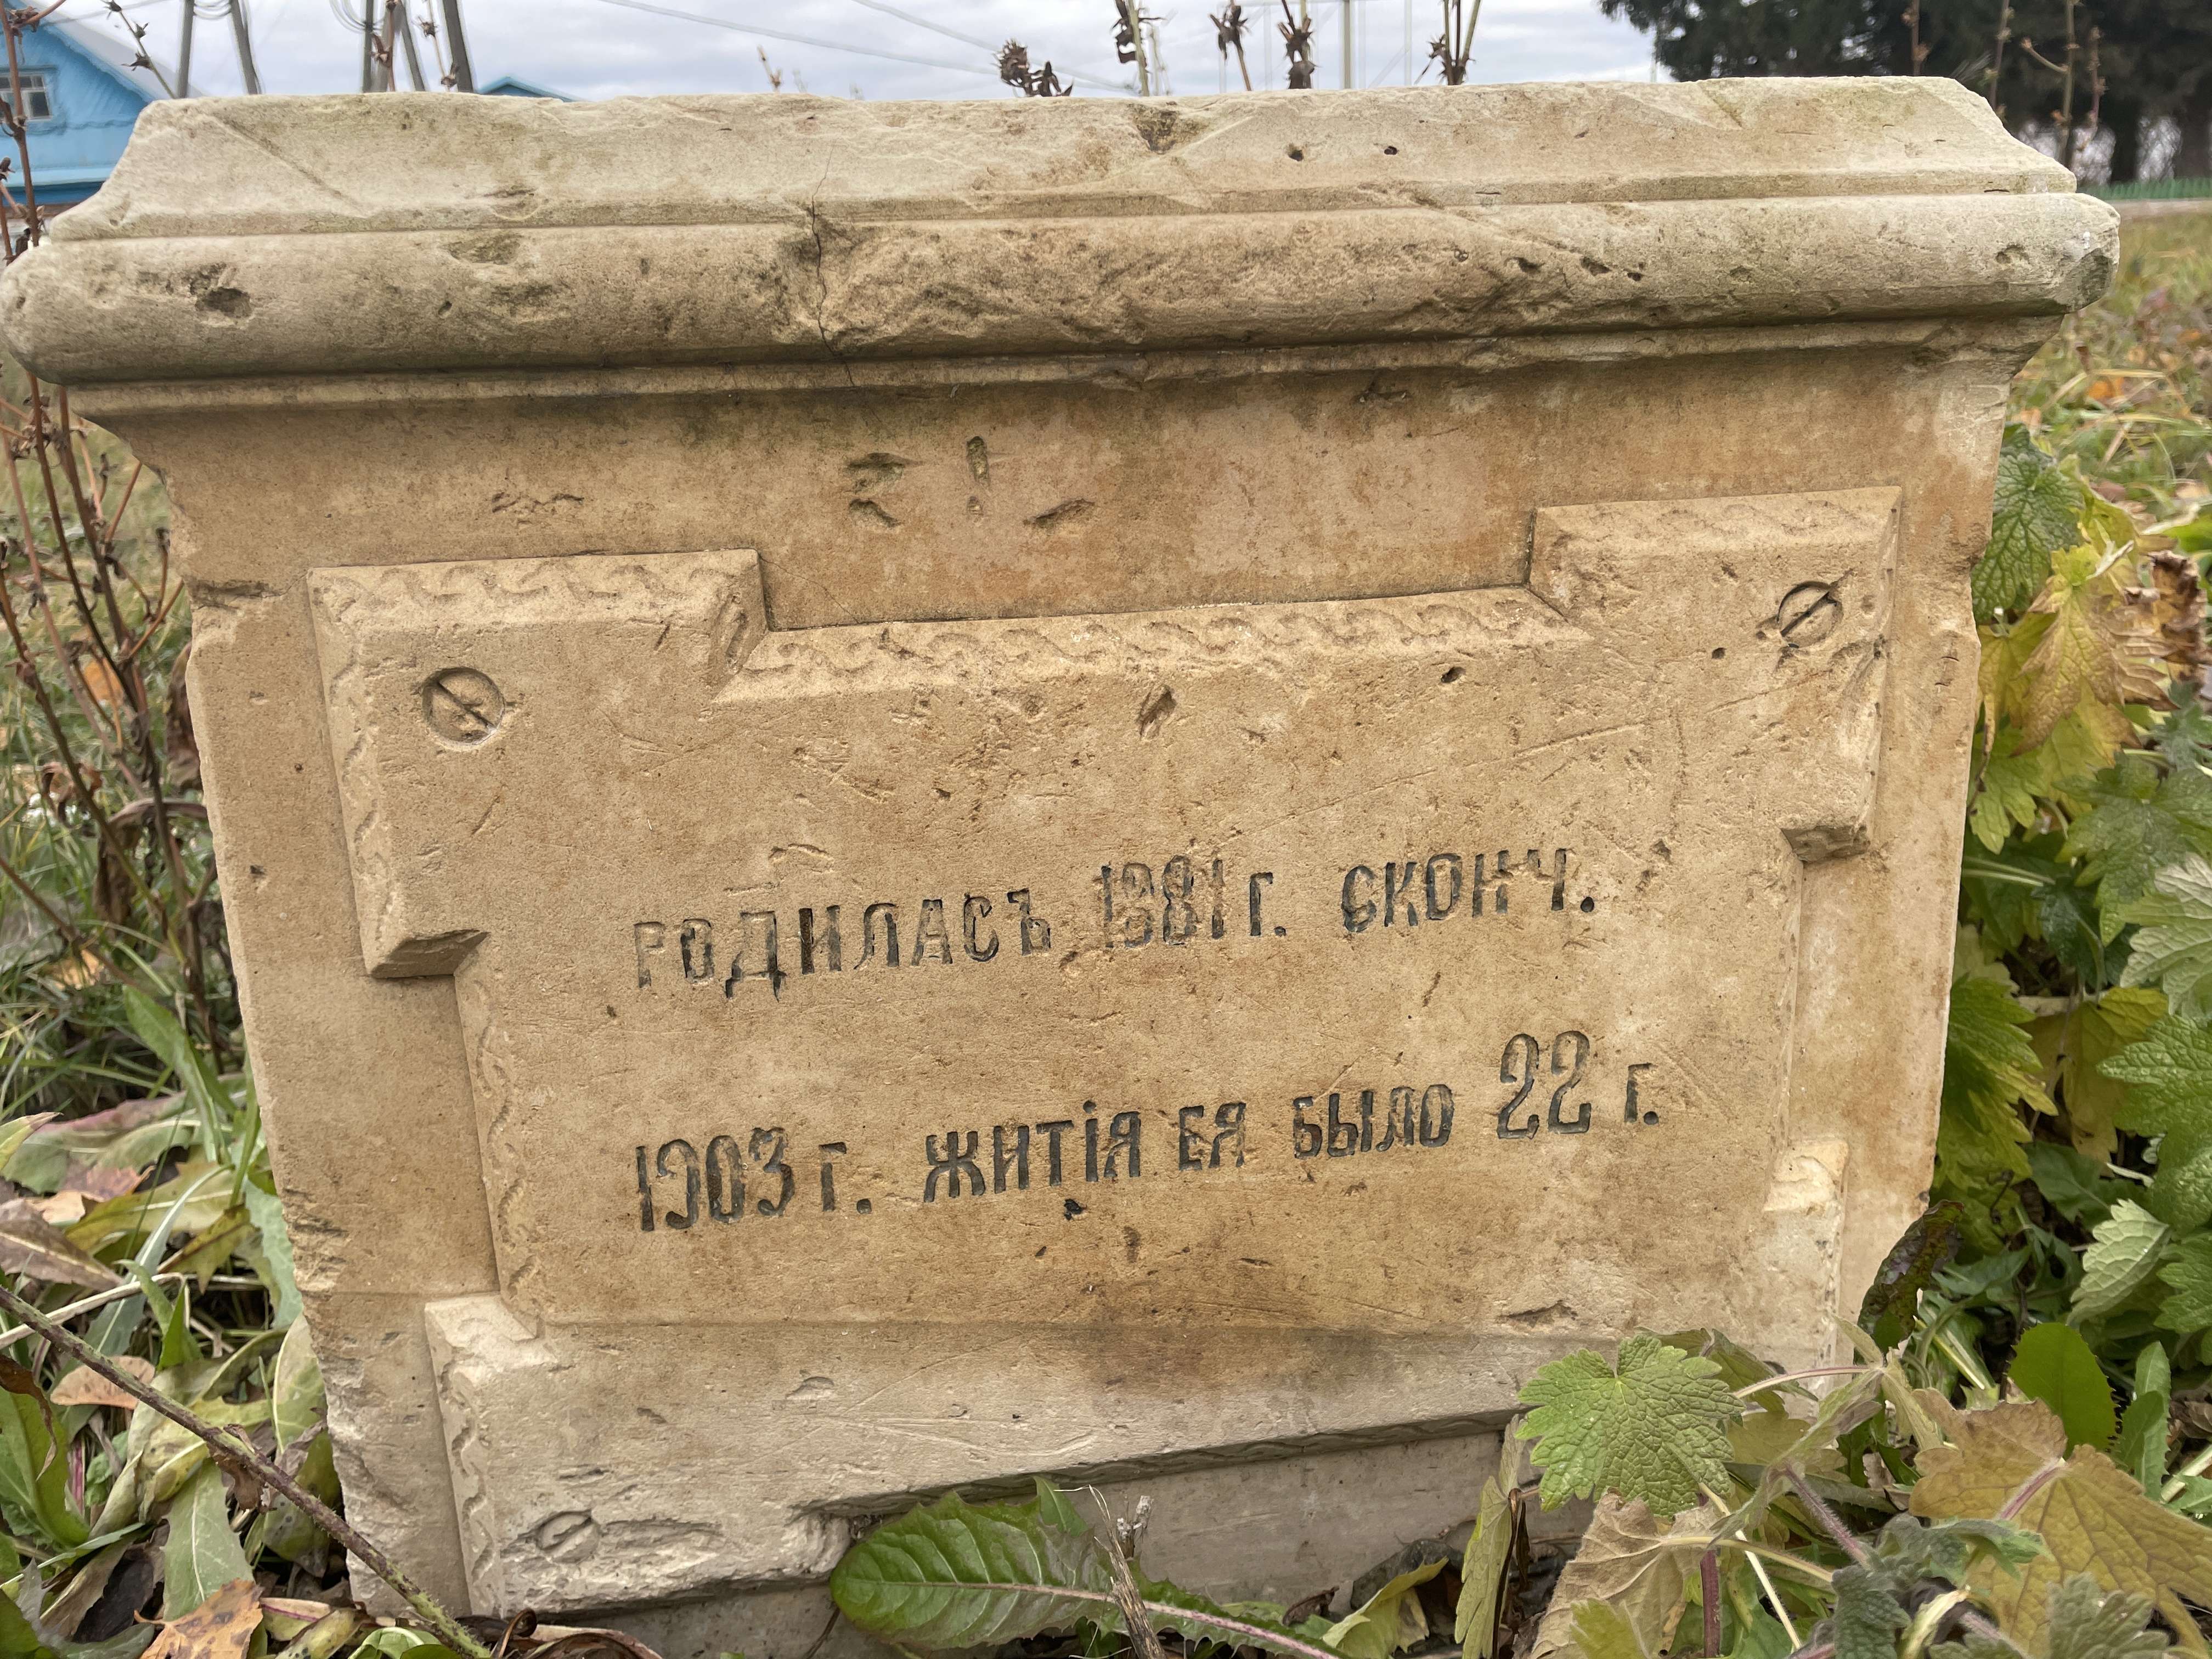 РОДИЛАСЪ 1881 Г. СКОНЧ.
1903 Г. ЖИТІЯ ЕЯ БЫЛО 22 Г.